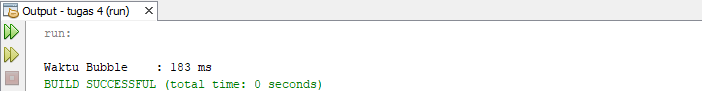 Output - tugas 4 (run)
run:
Waktu Bubble    : 183 ms
BUILD SUCCESSFUL (total time: 0 seconds)